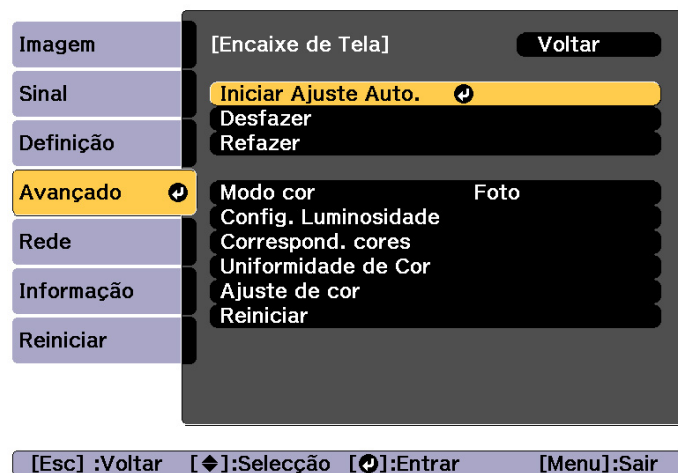 Imagem
Sinal
Definição
Avançado
Rede
Informação
Reiniciar
[Encaixe de Tela] Voltar
Iniciar Ajuste Auto.
Desfazer
Refazer
Modo cor Foto
Config. Luminosidade
Correspond. cores
Uniformidade de Cor
Ajuste de cor
Reiniciar
[Esc] :Voltar [◆]:Selecção [↵]:Entrar [Menu]:Sair